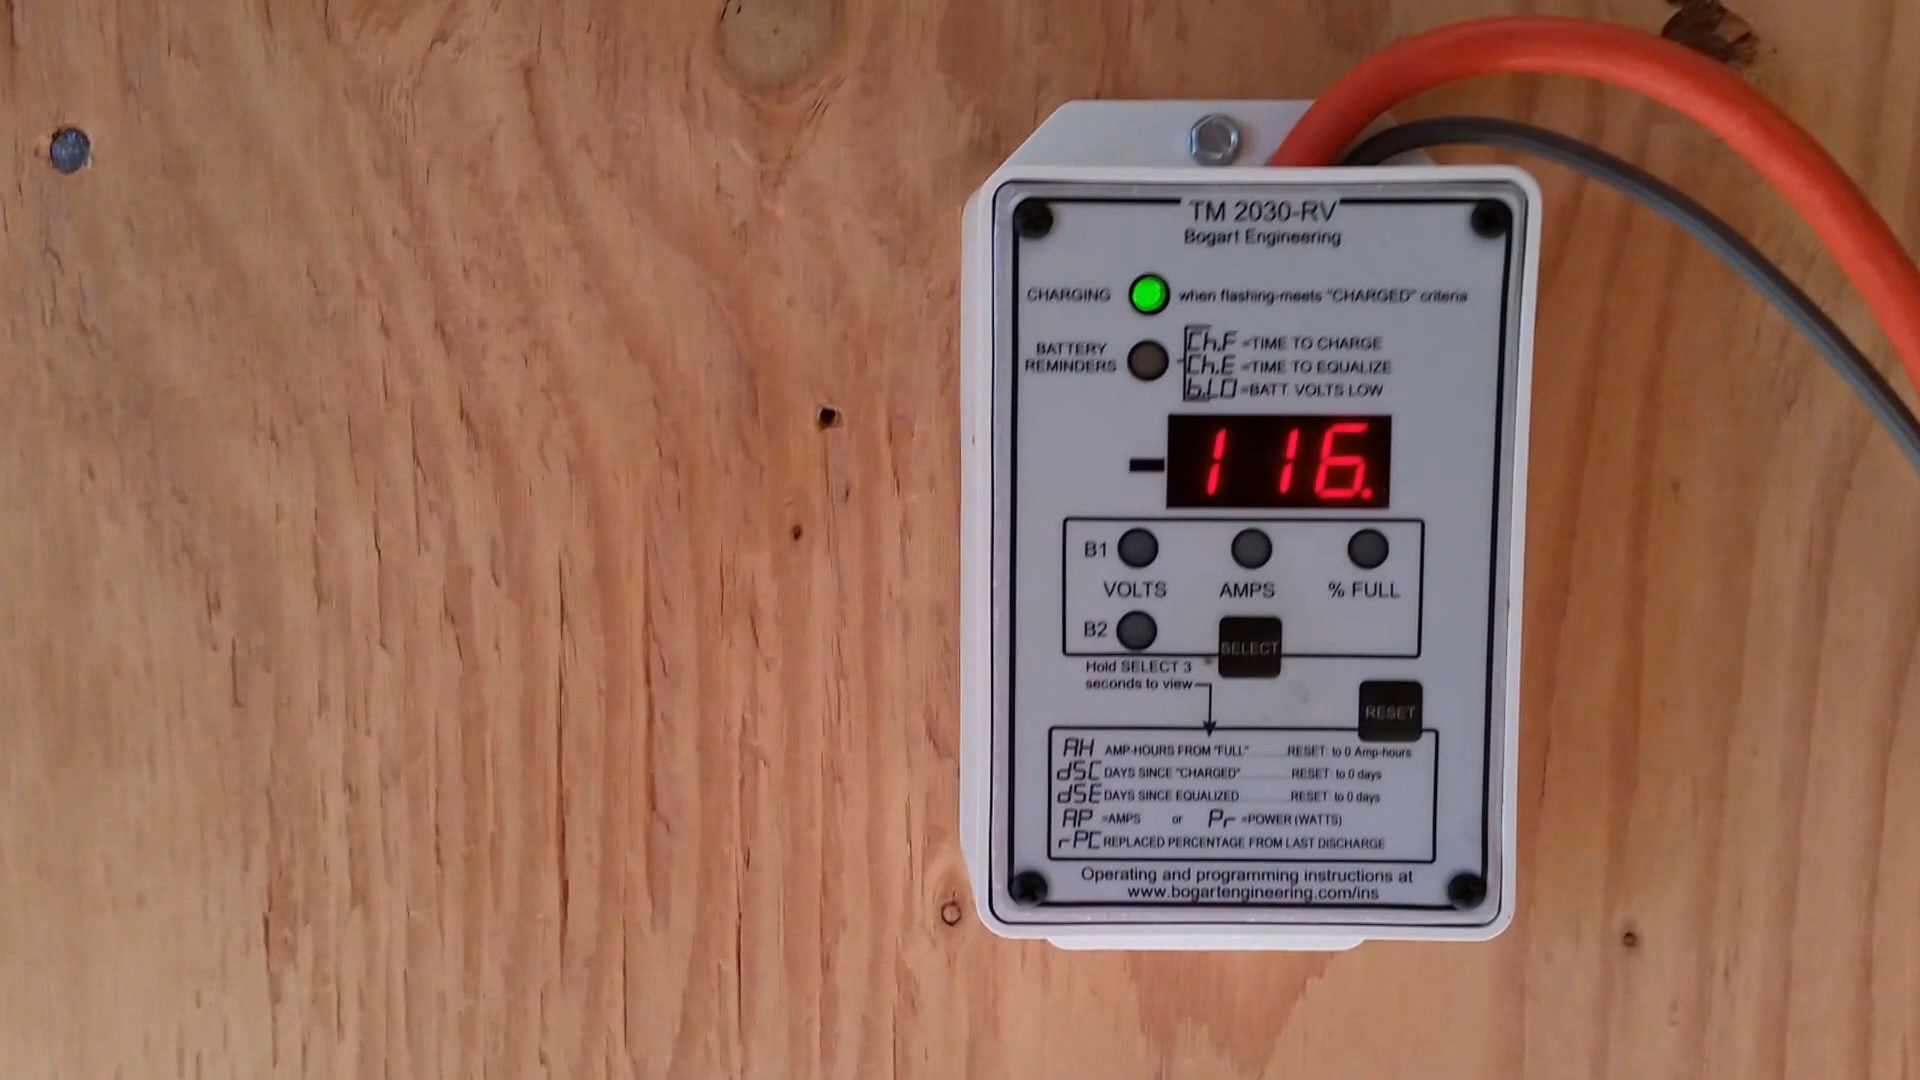 TM 2030-RV
Bogart Engineering
CHARGING when flashing-meets "CHARGED" criteria
BATTERY REMINDERS
Ch.F =TIME TO CHARGE
Ch.E =TIME TO EQUALIZE
b.LO =BATT. VOLTS LOW
116.
B1
VOLTS AMPS % FULL
B2
SELECT
Hold SELECT 3
seconds to view
RESET
AH AMP-HOURS FROM "FULL" RESET: to 0 Amp-hours
dSC DAYS SINCE "CHARGED" RESET: to 0 days
dSE DAYS SINCE EQUALIZED RESET: to 0 days
AP =AMPS or Pr =POWER (WATTS)
rPC REPLACED PERCENTAGE FROM LAST DISCHARGE
Operating and programming instructions at
www.bogartengineering.com/ins